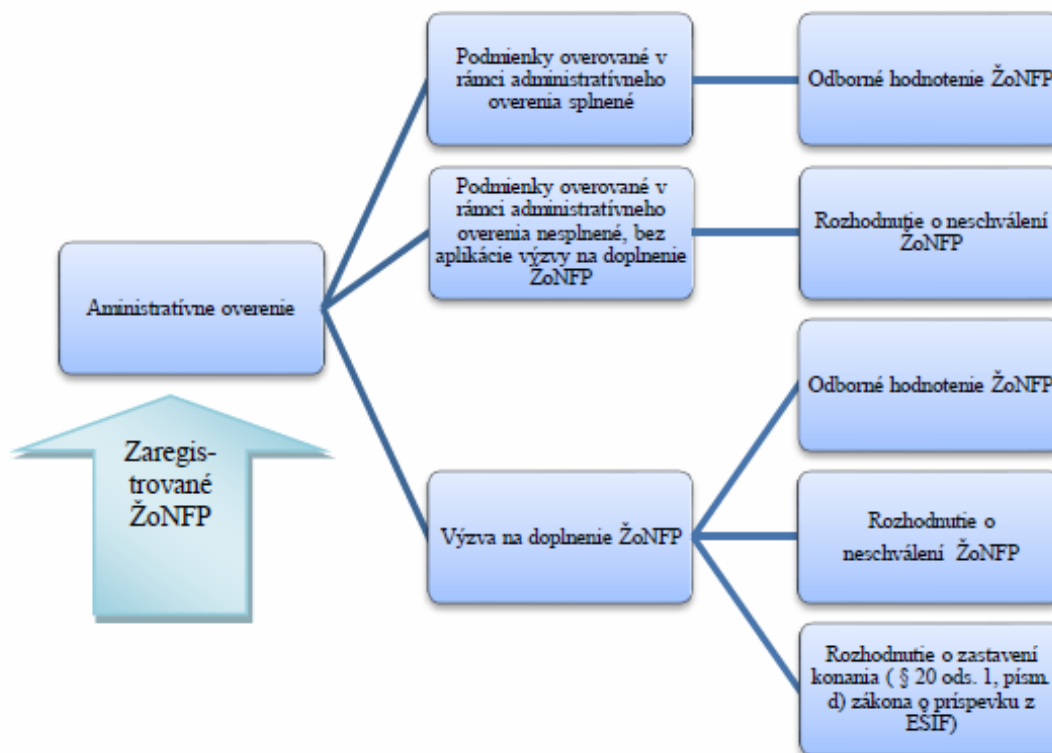 Podmienky overované v
rámci administratívneho
overenia splnené
Odborné hodnotenie ŽoNFP
Podmienky overované v
rámci administratívneho
overenia nesplnené, bez
aplikácie výzvy na doplnenie
ŽoNFP
Rozhodnutie o neschválení
ŽoNFP
Aministratívne overenie
Zaregis-
trované
ŽoNFP
Výzva na doplnenie ŽoNFP
Odborné hodnotenie ŽoNFP
Rozhodnutie o
neschválení ŽoNFP
Rozhodnutie o zastavení
konania ( § 20 ods. 1, písm.
d) zákona o príspevku z
EŠIF)